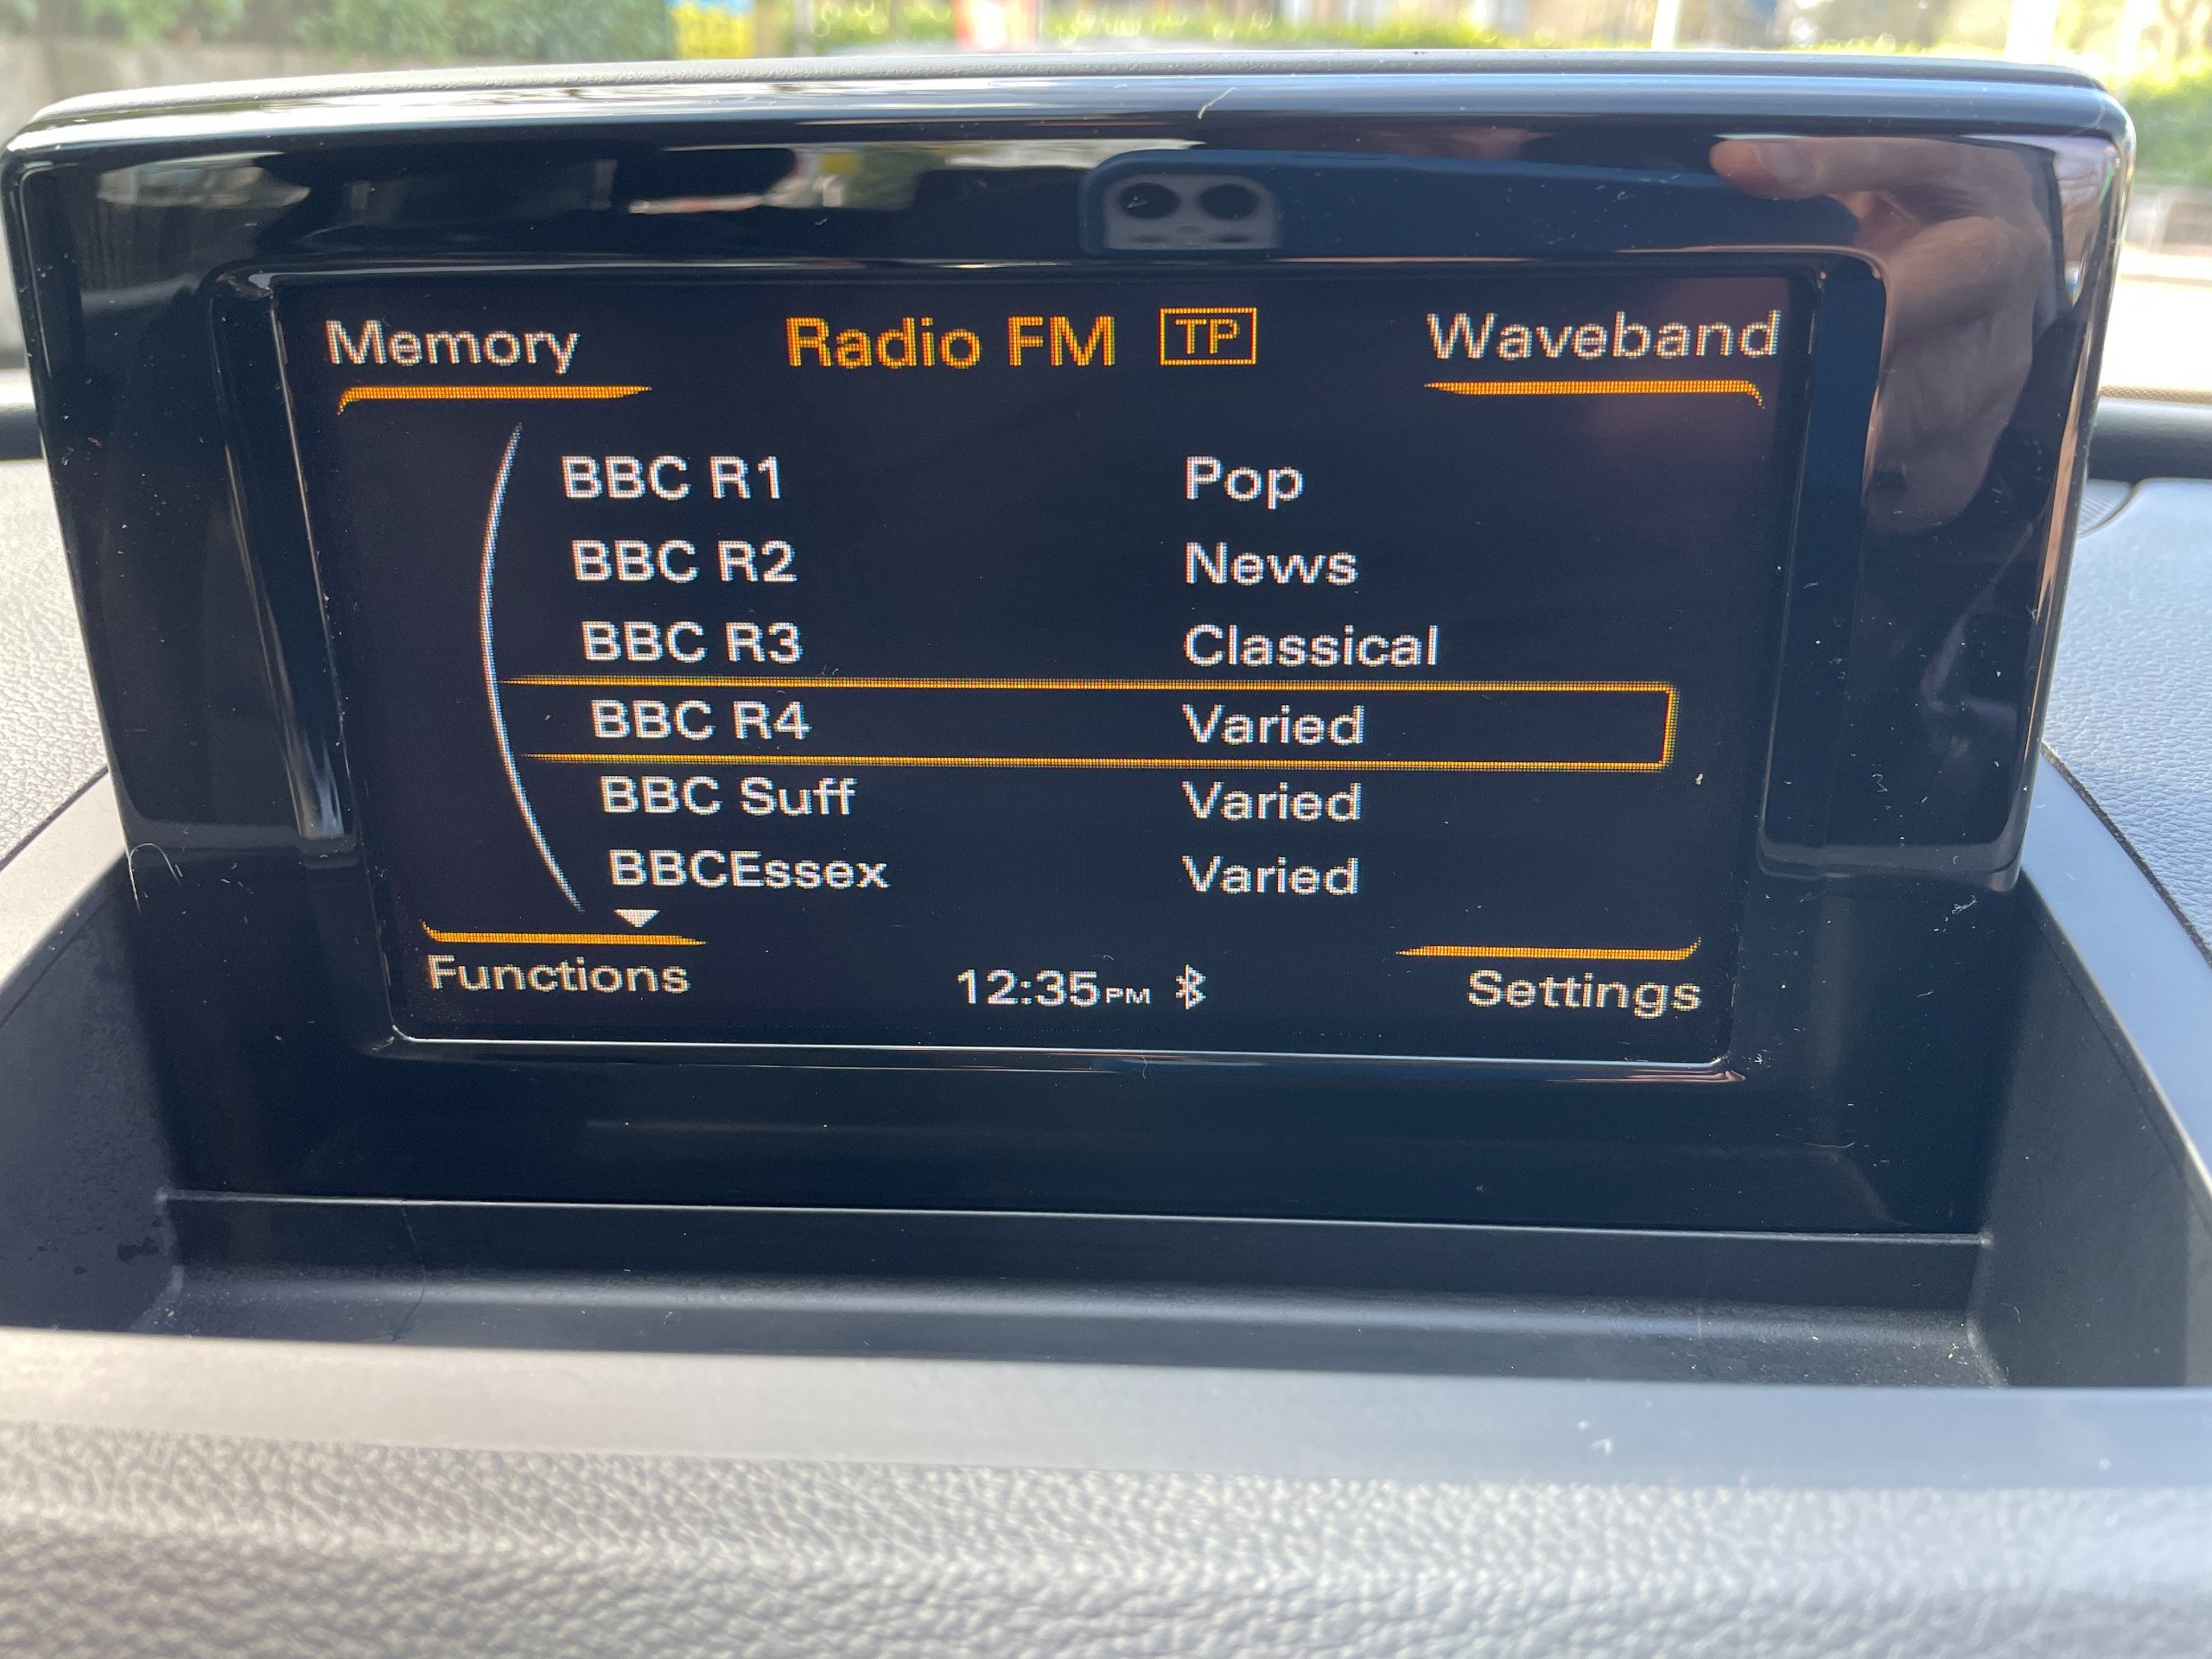 Memory Radio FM TP Waveband
BBC R1 Pop
BBC R2 News
BBC R3 Classical
BBC R4 Varied
BBC Suff Varied
BBCEssex Varied
Functions 12:35PM Settings